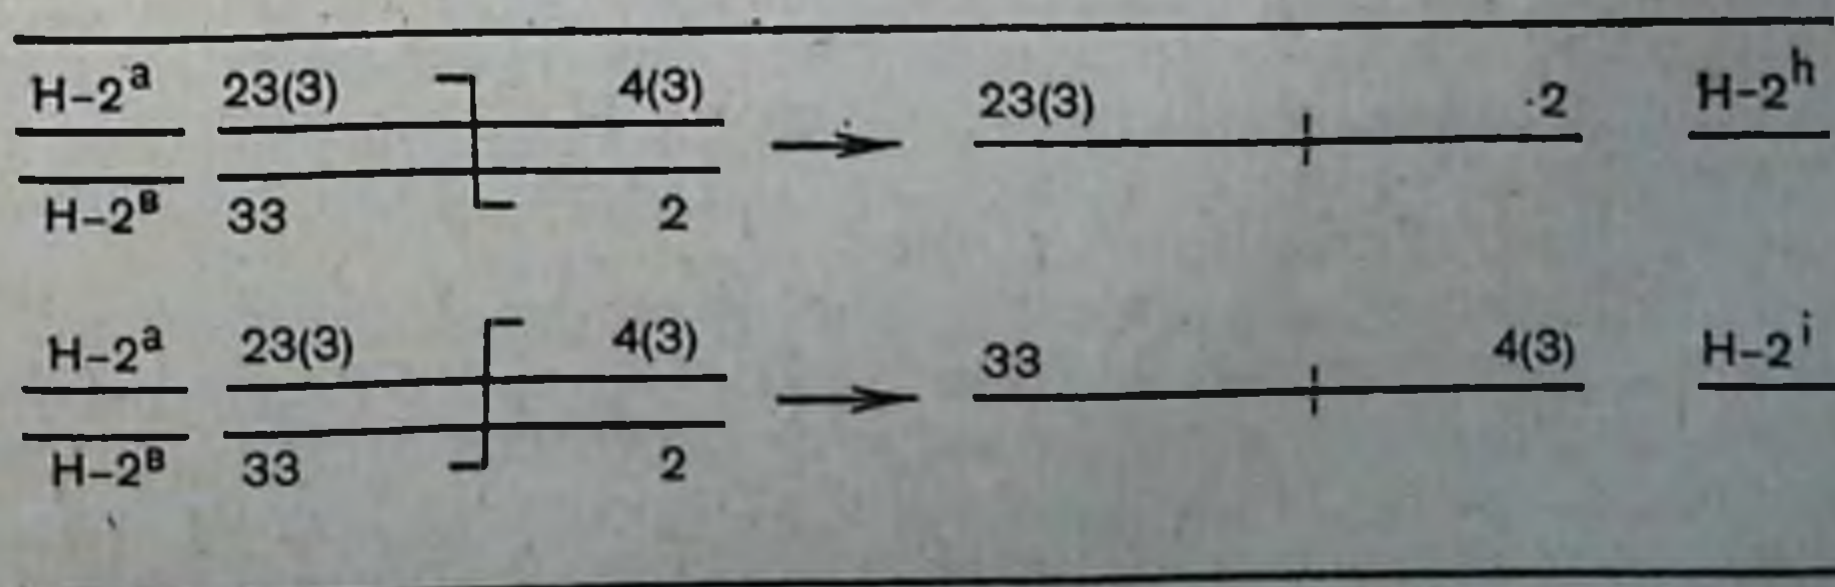 H-2ᵃ 23(3) 4(3) 23(3) 2 H-2ʰ
H-2ᴮ 33 2
H-2ᵃ 23(3) 4(3) 33 4(3) H-2ⁱ
H-2ᴮ 33 2